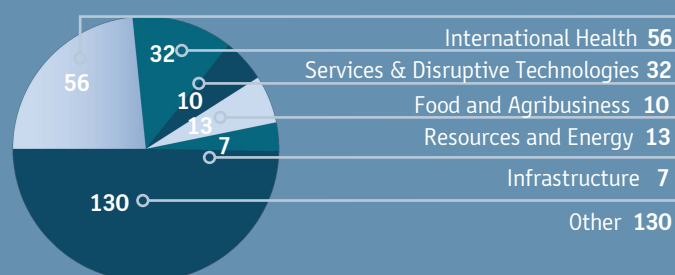 International Health 56
Services & Disruptive Technologies 32
Food and Agribusiness 10
Resources and Energy 13
Infrastructure 7
Other 130
32
56
10
13
7
130